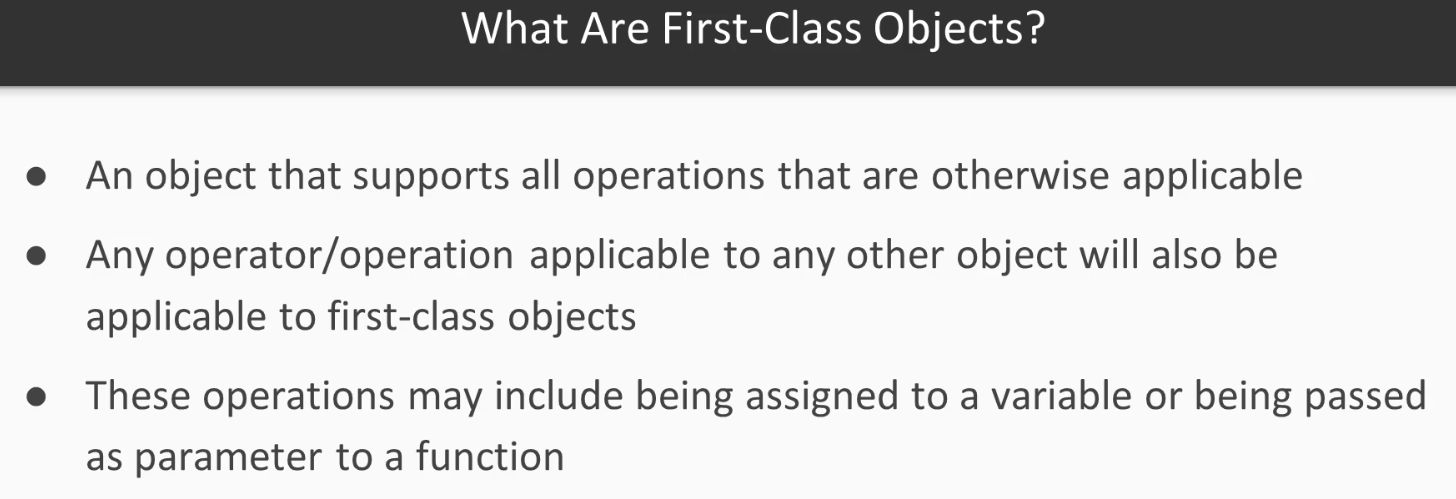 What Are First-Class Objects?
● An object that supports all operations that are otherwise applicable
● Any operator/operation applicable to any other object will also be
applicable to first-class objects
● These operations may include being assigned to a variable or being passed
as parameter to a function